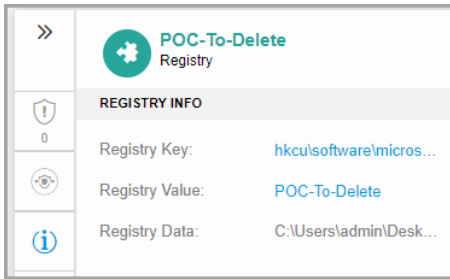 POC-To-Delete
Registry
REGISTRY INFO
0
Registry Key: hkcu\software\micros...
Registry Value: POC-To-Delete
Registry Data: C:\Users\admin\Desk...